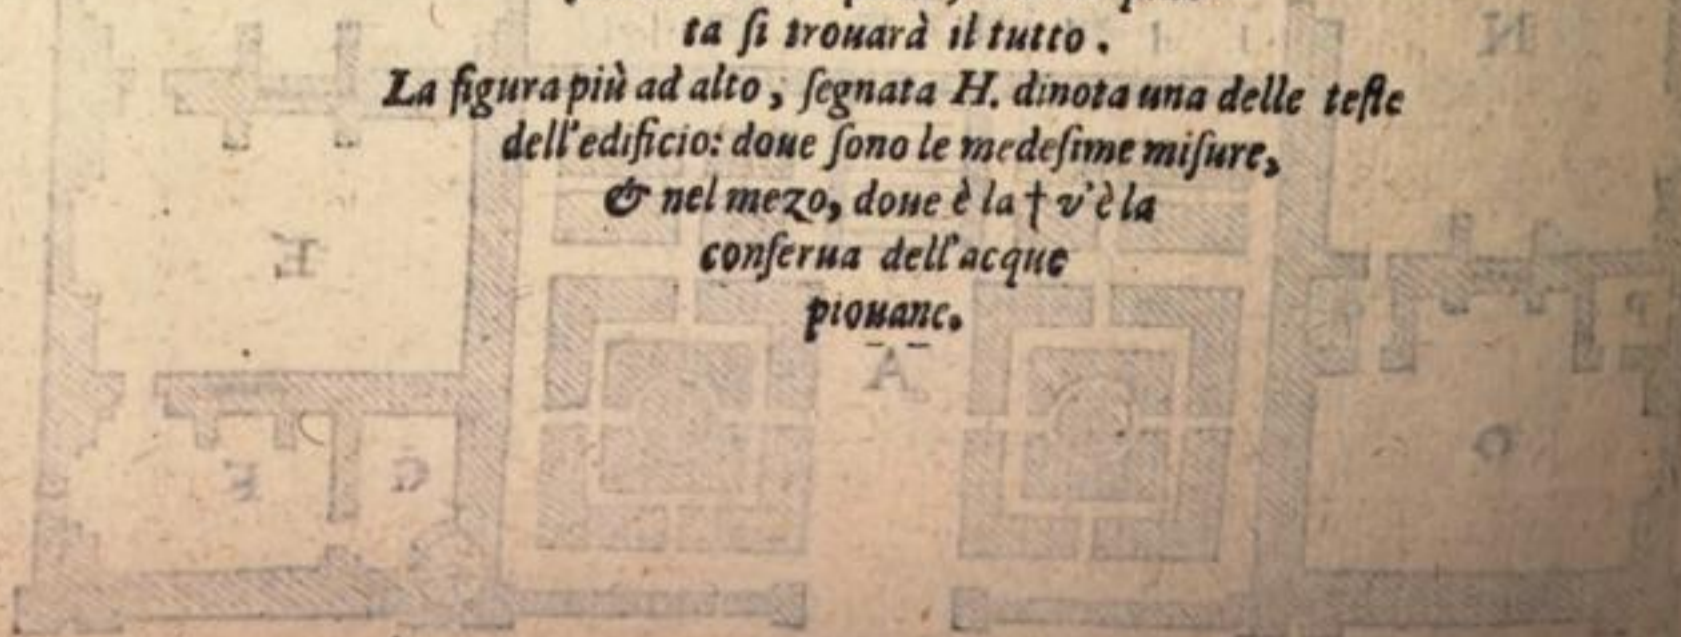 ta ſi trouarà il tutto.
La figura più ad alto, ſegnata H. dinota una delle teſte
dell'edificio: doue ſono le medeſime miſure,
& nel mezo, doue è la † v'è la
conſerua dell'acque
piouane.
N
E
P
A
O
F
G